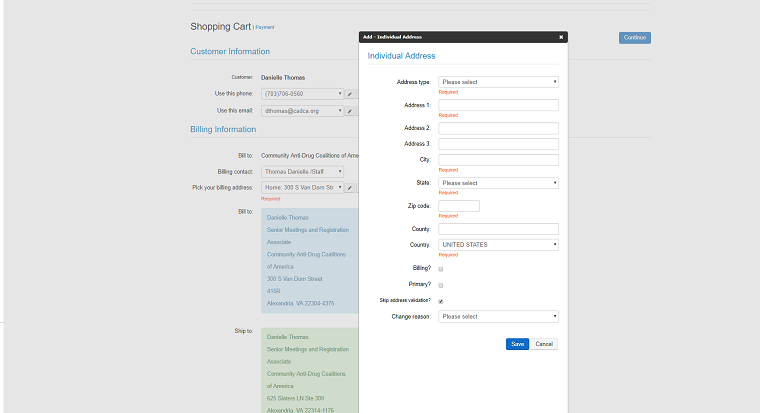 Shopping Cart | Payment
Continue
Customer Information
Customer: Danielle Thomas
Use this phone: (703)706-0560
Use this email: dthomas@cadca.org
Billing Information
Bill to: Community Anti-Drug Coalitions of Ame
Billing contact: Thomas Danielle /Staff
Pick your billing address: Home: 300 S Van Dorn Str
Required
Bill to:
Danielle Thomas
Senior Meetings and Registration
Associate
Community Anti-Drug Coalitions
of America
300 S Van Dorn Street
#15R
Alexandria, VA 22304-4375
Ship to:
Danielle Thomas
Senior Meetings and Registration
Associate
Community Anti-Drug Coalitions
of America
625 Slaters LN Ste 300
Alexandria, VA 22314-1176
Add - Individual Address
Individual Address
Address type: Please select
Required
Address 1:
Required
Address 2:
Address 3:
City:
Required
State: Please select
Required
Zip code:
Required
County:
Country: UNITED STATES
Required
Billing?
Primary?
Skip address validation?
Change reason: Please select
Save Cancel